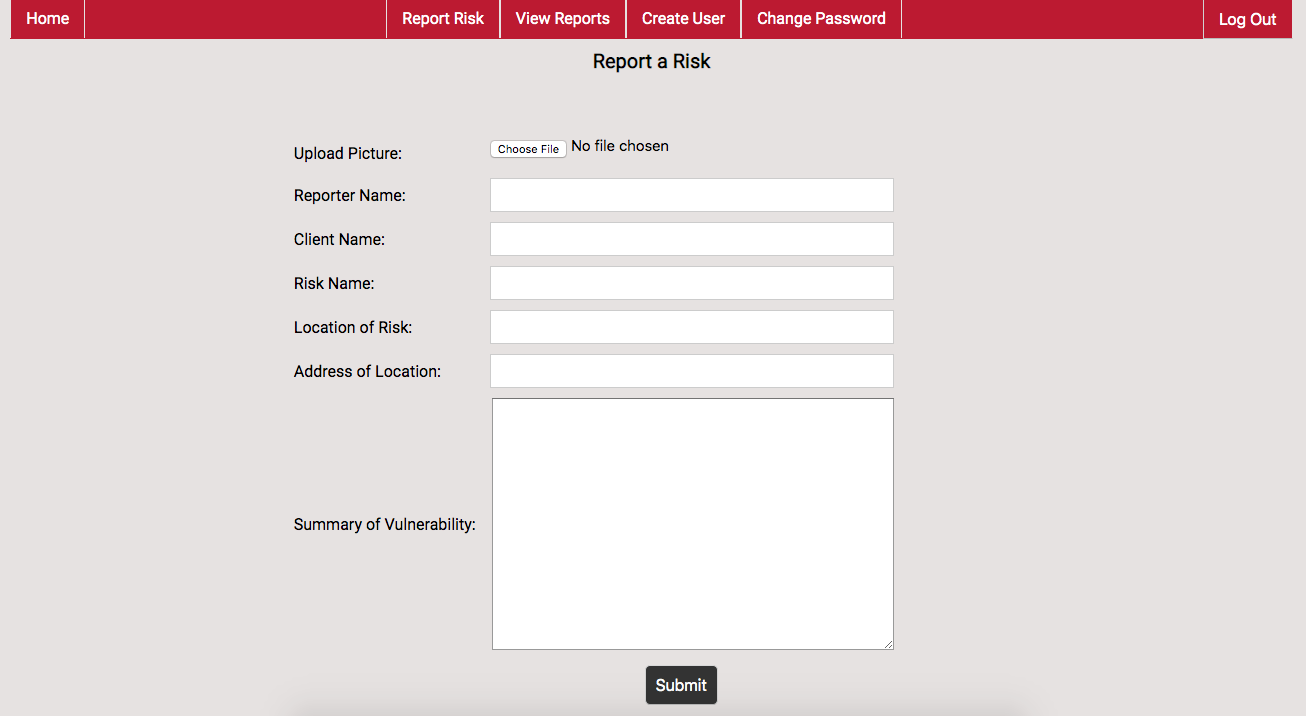 Home Report Risk View Reports Create User Change Password Log Out
Report a Risk
Upload Picture: Choose File No file chosen
Reporter Name:
Client Name:
Risk Name:
Location of Risk:
Address of Location:
Summary of Vulnerability:
Submit